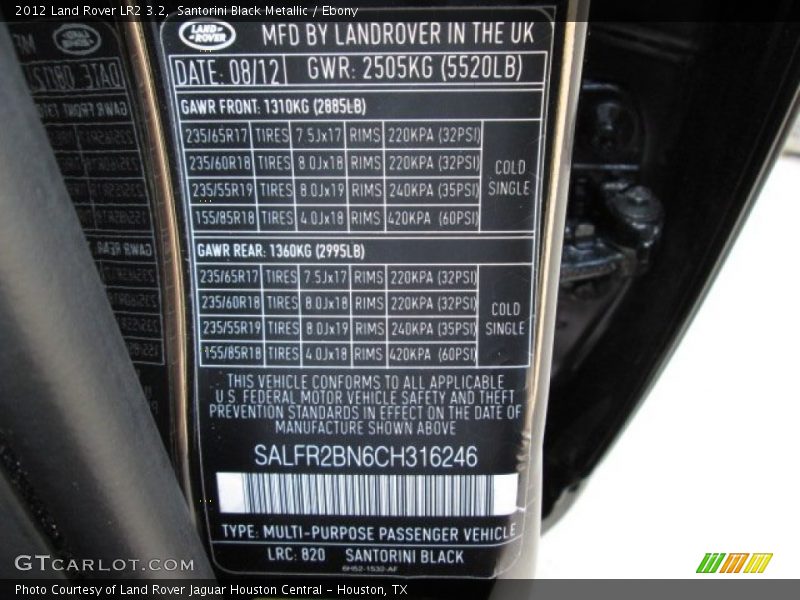 2012 Land Rover LR2 3.2, Santorini Black Metallic / Ebony
LAND ROVER MFD BY LANDROVER IN THE UK
DATE: 08/12 GWR: 2505KG (5520LB)
GAWR FRONT: 1310KG (2885LB)
235/65R17 TIRES 7.5Jx17 RIMS 220KPA (32PSI)
235/60R18 TIRES 8.0Jx18 RIMS 220KPA (32PSI)
COLD SINGLE
235/55R19 TIRES 8.0Jx19 RIMS 240KPA (35PSI)
155/85R18 TIRES 4.0Jx18 RIMS 420KPA (60PSI)
GAWR REAR: 1360KG (2995LB)
235/65R17 TIRES 7.5Jx17 RIMS 220KPA (32PSI)
235/60R18 TIRES 8.0Jx18 RIMS 220KPA (32PSI)
COLD SINGLE
235/55R19 TIRES 8.0Jx19 RIMS 240KPA (35PSI)
155/85R18 TIRES 4.0Jx18 RIMS 420KPA (60PSI)
THIS VEHICLE CONFORMS TO ALL APPLICABLE
U.S. FEDERAL MOTOR VEHICLE SAFETY AND THEFT
PREVENTION STANDARDS IN EFFECT ON THE DATE OF
MANUFACTURE SHOWN ABOVE
SALFR2BN6CH316246
TYPE: MULTI-PURPOSE PASSENGER VEHICLE
LRC: 820 SANTORINI BLACK
6H52-1532-AF
GTCARLOT.COM
Photo Courtesy of Land Rover Jaguar Houston Central - Houston, TX